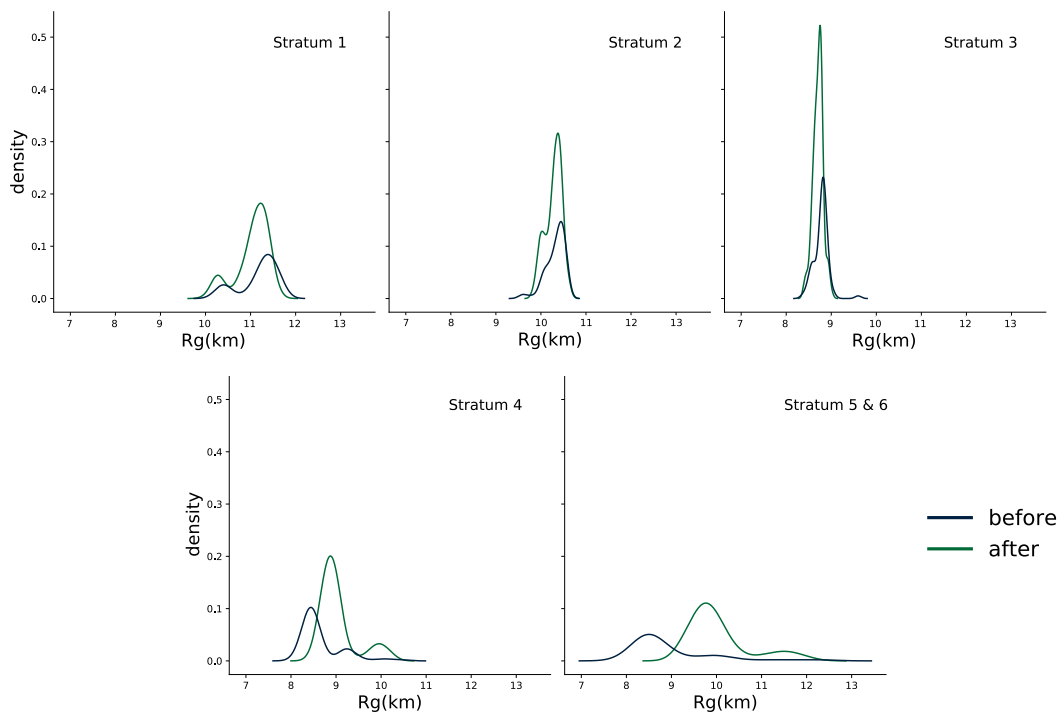 Stratum 1
Stratum 2
Stratum 3
density
0.5
0.4
0.3
0.2
0.1
0.0
7 8 9 10 11 12 13
7 8 9 10 11 12 13
7 8 9 10 11 12 13
Rg(km)
Rg(km)
Rg(km)
Stratum 4
Stratum 5 & 6
density
0.5
0.4
0.3
0.2
0.1
0.0
7 8 9 10 11 12 13
7 8 9 10 11 12 13
Rg(km)
Rg(km)
before
after